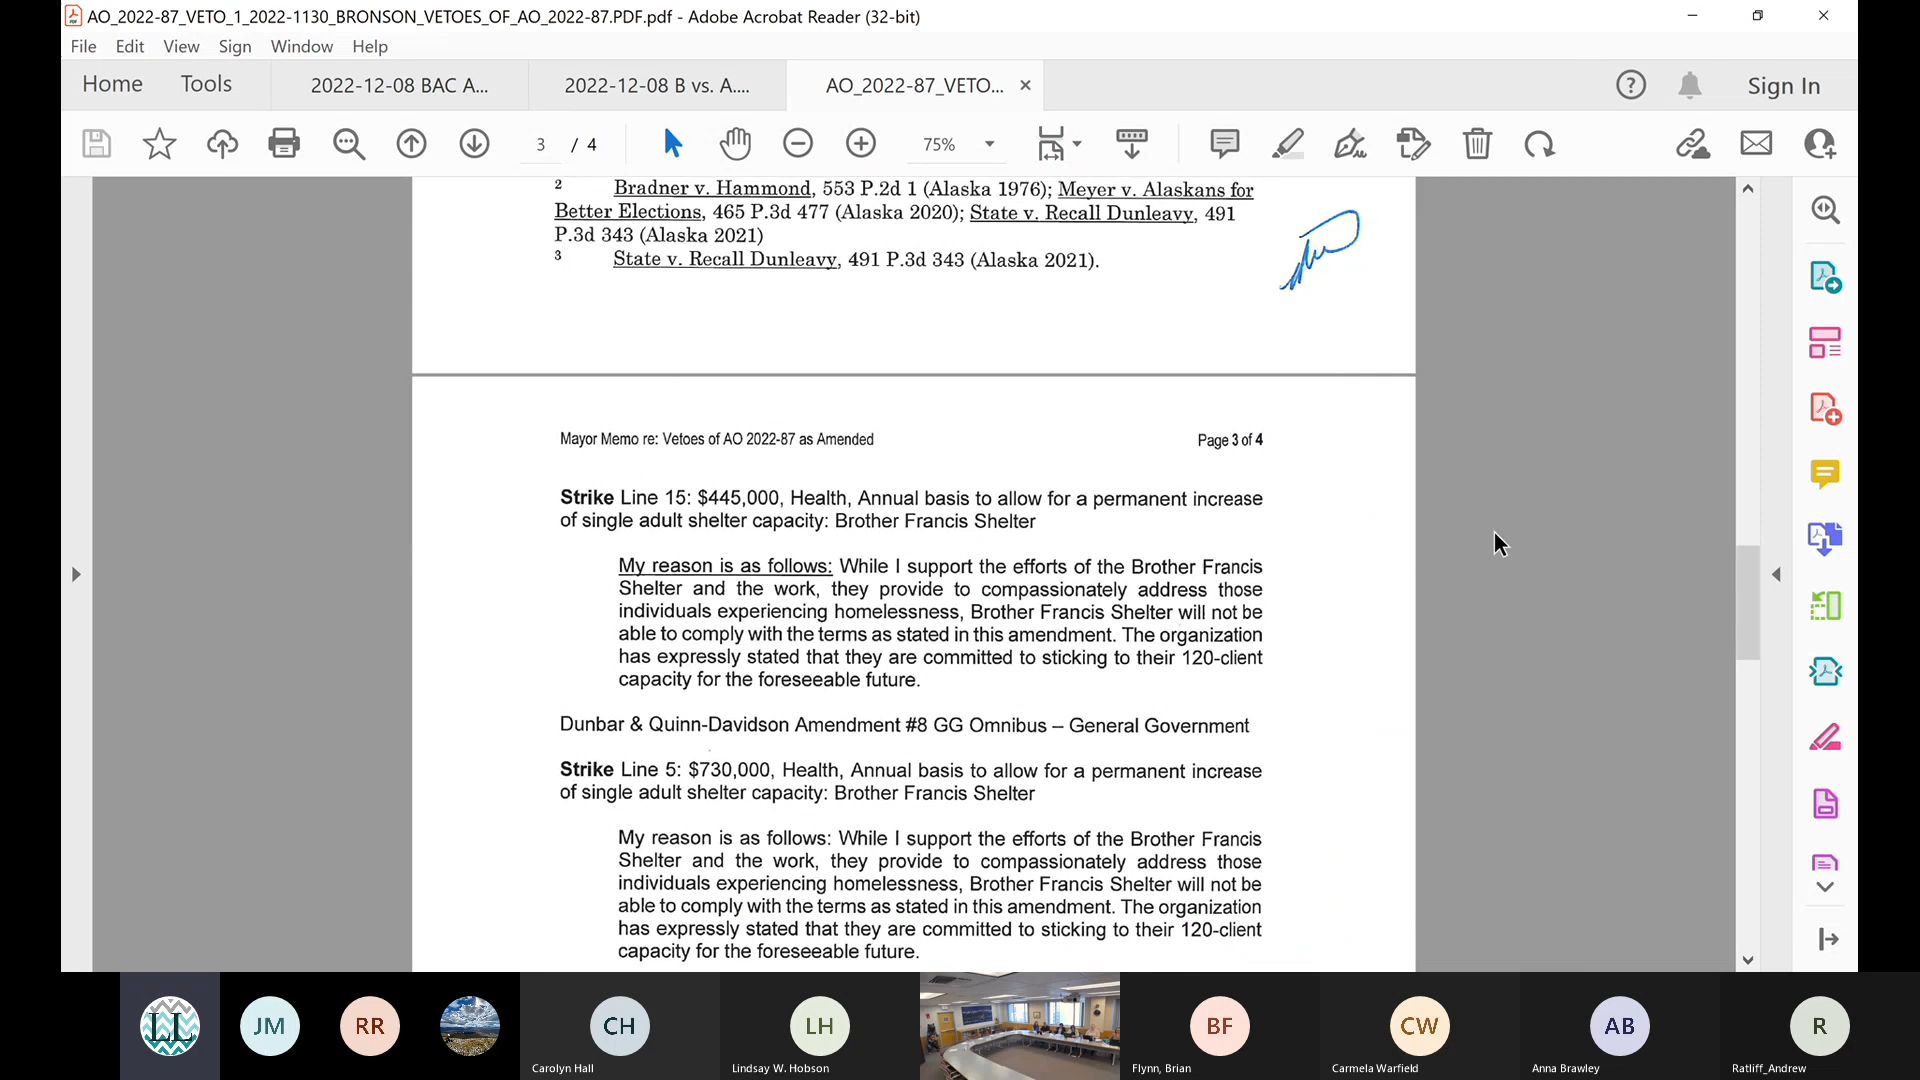 AO_2022-87_VETO_1_2022-1130_BRONSON_VETOES_OF_AO_2022-87.PDF.pdf - Adobe Acrobat Reader (32-bit)
File Edit View Sign Window Help
Home Tools 2022-12-08 BAC A... 2022-12-08 B vs. A.... AO_2022-87_VETO... Sign In
3 / 4 75%
2 Bradner v. Hammond, 553 P.2d 1 (Alaska 1976); Meyer v. Alaskans for
Better Elections, 465 P.3d 477 (Alaska 2020); State v. Recall Dunleavy, 491
P.3d 343 (Alaska 2021)
3 State v. Recall Dunleavy, 491 P.3d 343 (Alaska 2021).
Mayor Memo re: Vetoes of AO 2022-87 as Amended Page 3 of 4
Strike Line 15: $445,000, Health, Annual basis to allow for a permanent increase
of single adult shelter capacity: Brother Francis Shelter
My reason is as follows: While I support the efforts of the Brother Francis
Shelter and the work, they provide to compassionately address those
individuals experiencing homelessness, Brother Francis Shelter will not be
able to comply with the terms as stated in this amendment. The organization
has expressly stated that they are committed to sticking to their 120-client
capacity for the foreseeable future.
Dunbar & Quinn-Davidson Amendment #8 GG Omnibus – General Government
Strike Line 5: $730,000, Health, Annual basis to allow for a permanent increase
of single adult shelter capacity: Brother Francis Shelter
My reason is as follows: While I support the efforts of the Brother Francis
Shelter and the work, they provide to compassionately address those
individuals experiencing homelessness, Brother Francis Shelter will not be
able to comply with the terms as stated in this amendment. The organization
has expressly stated that they are committed to sticking to their 120-client
capacity for the foreseeable future.
LL JM RR CH LH BF CW AB R
Carolyn Hall Lindsay W. Hobson Flynn, Brian Carmela Warfield Anna Brawley Ratliff_Andrew